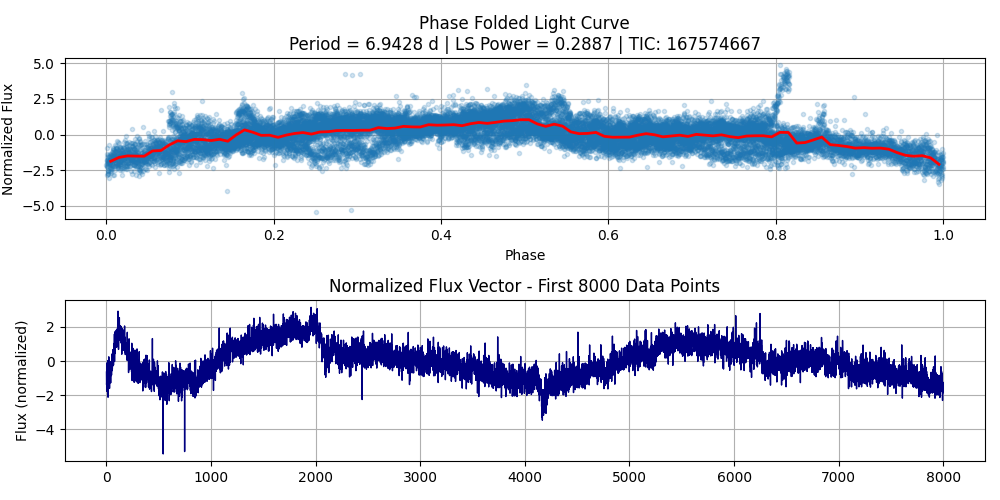 Phase Folded Light Curve
Period = 6.9428 d | LS Power = 0.2887 | TIC: 167574667
Normalized Flux
5.0
2.5
0.0
−2.5
−5.0
0.0 0.2 0.4 0.6 0.8 1.0
Phase
Normalized Flux Vector - First 8000 Data Points
Flux (normalized)
2
0
−2
−4
0 1000 2000 3000 4000 5000 6000 7000 8000